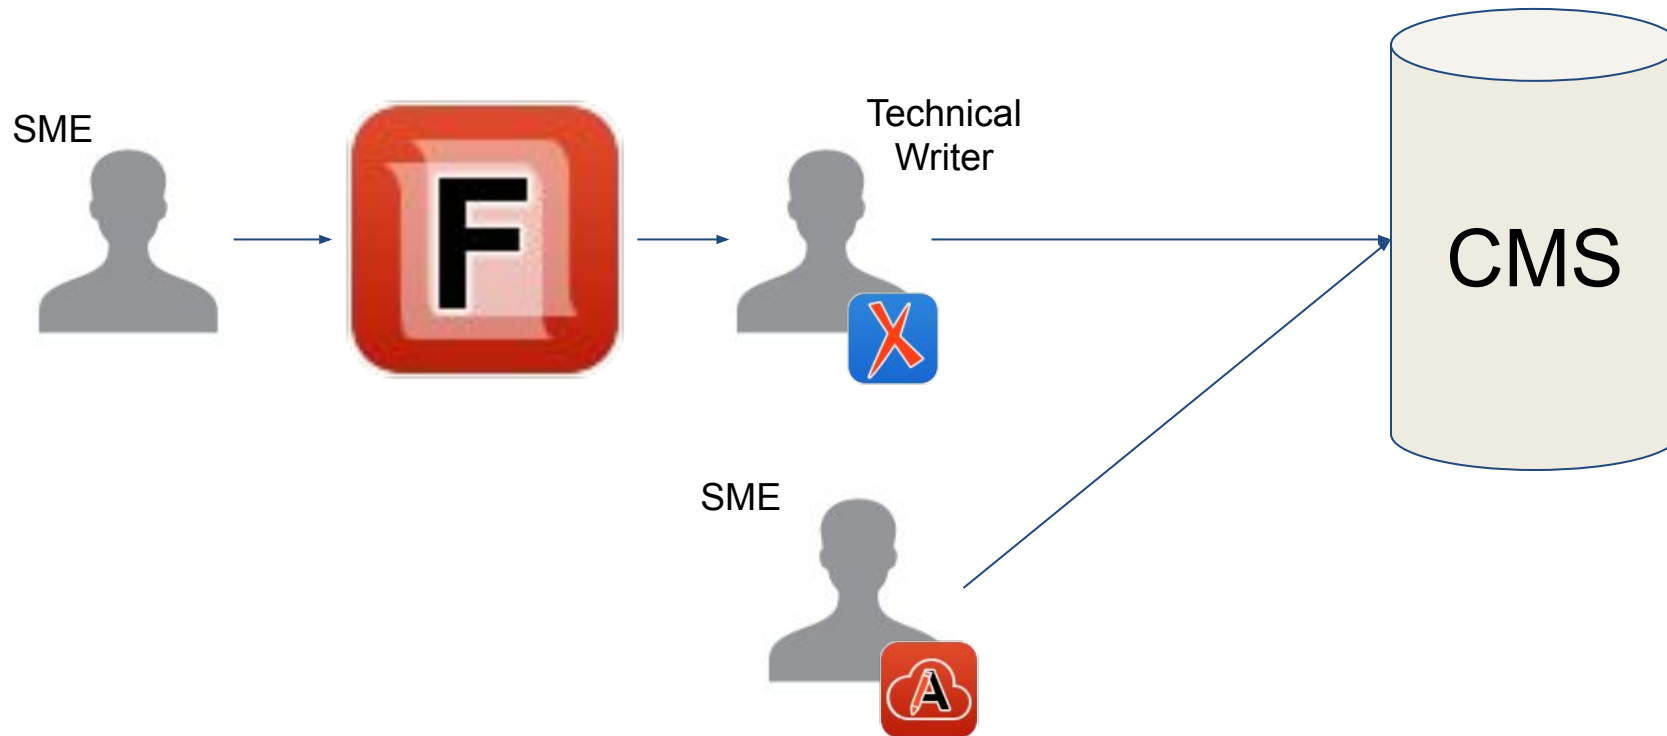 SME
F
Technical
Writer
X
CMS
SME
A